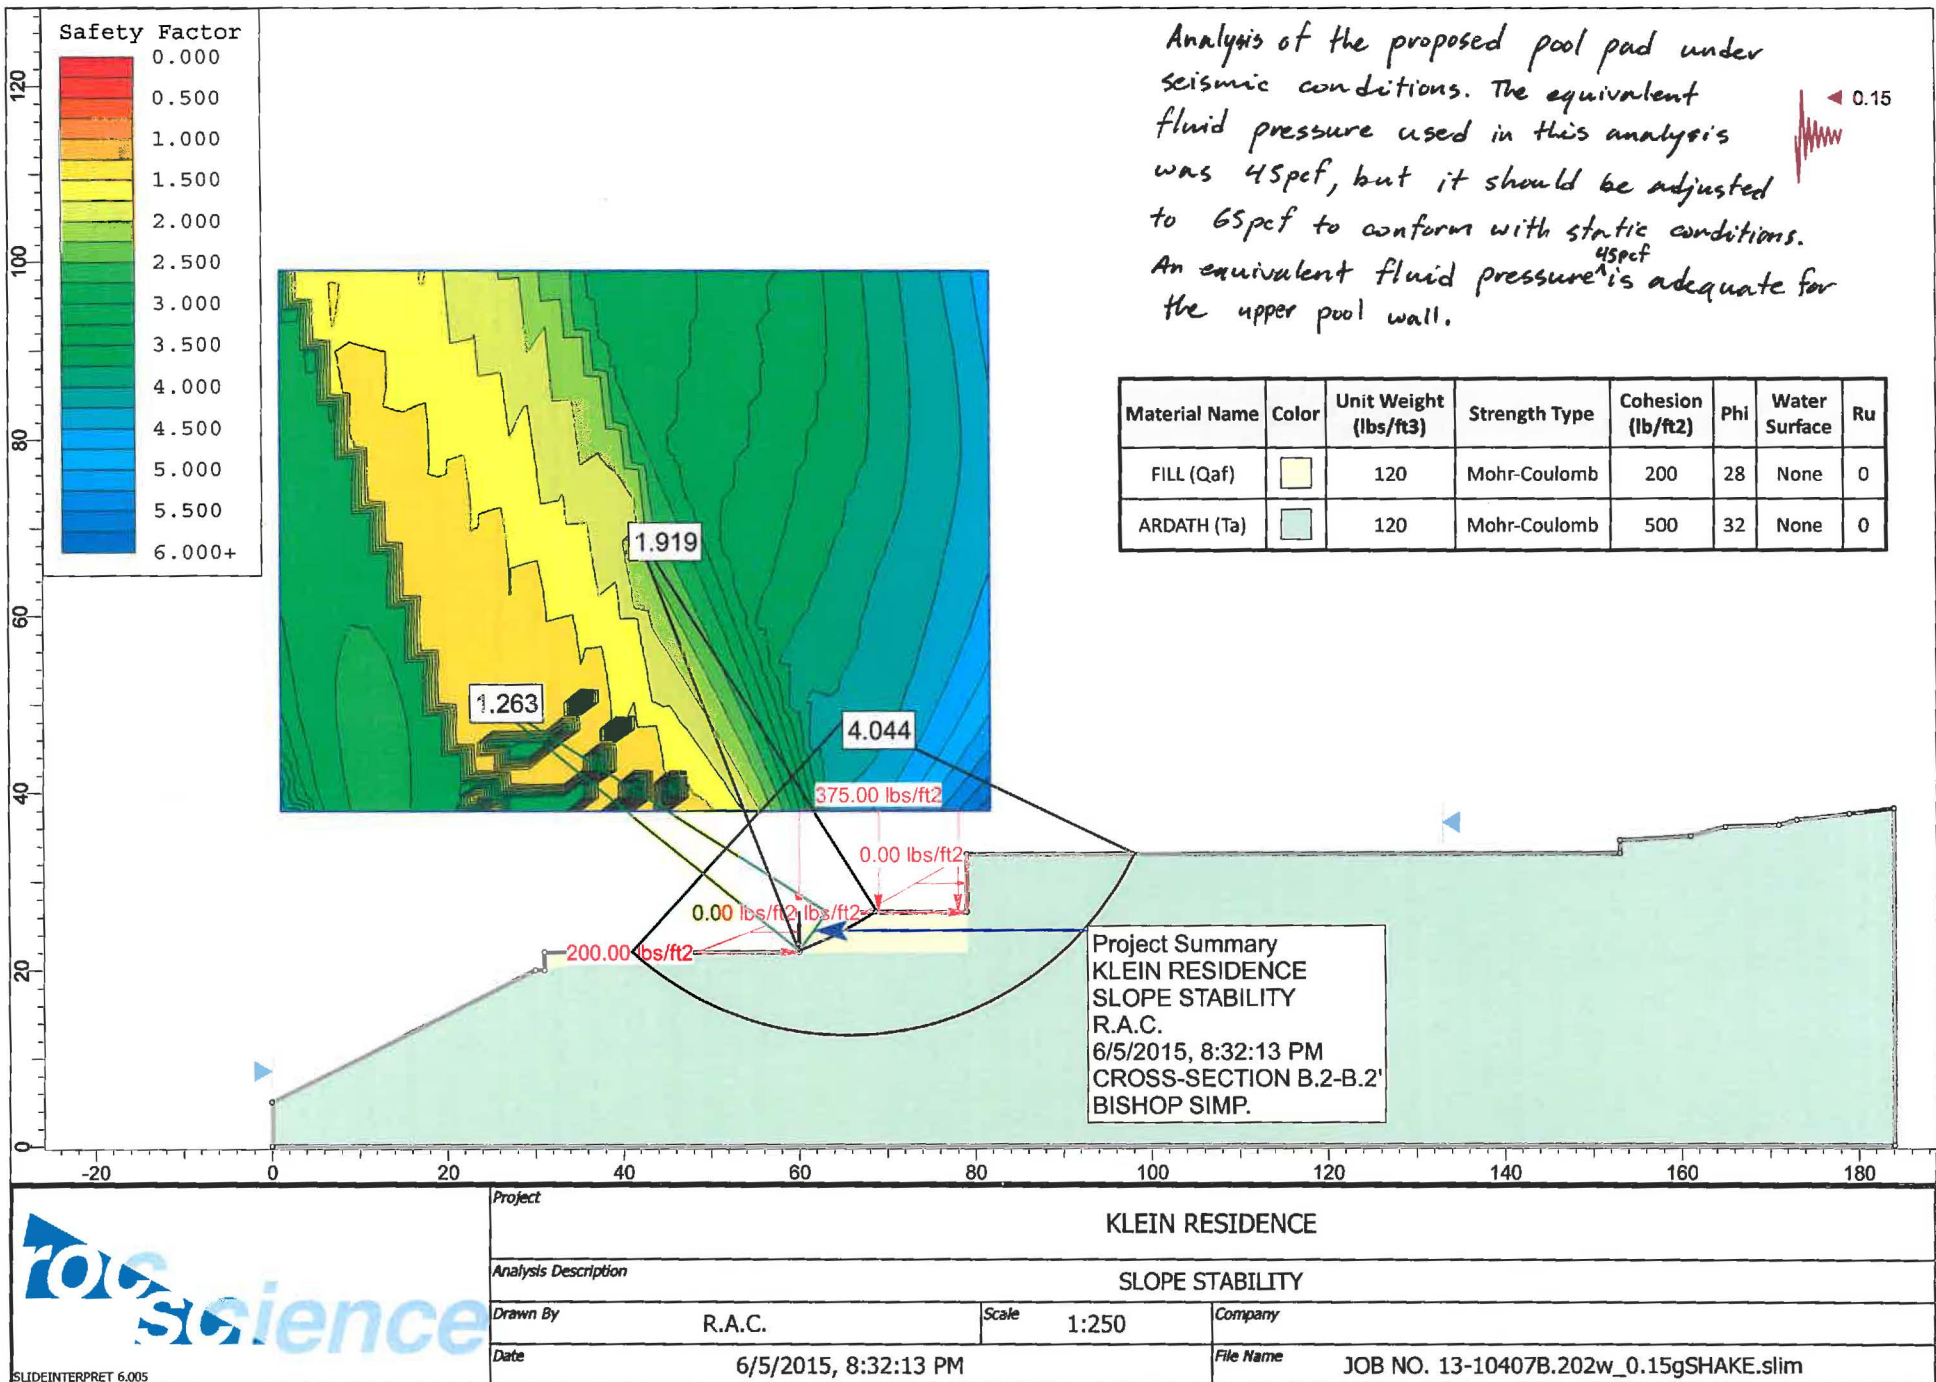 Safety Factor
0.000
0.500
1.000
1.500
2.000
2.500
3.000
3.500
4.000
4.500
5.000
5.500
6.000+
Analysis of the proposed pool pad under
seismic conditions. The equivalent
fluid pressure used in this analysis
was 45pcf, but it should be adjusted
to 65pcf to conform with static conditions.
45pcf
An equivalent fluid pressure ^ is adequate for
the upper pool wall.
0.15
Material Name Color Unit Weight (lbs/ft3) Strength Type Cohesion (lb/ft2) Phi Water Surface Ru
FILL (Qaf) 120 Mohr-Coulomb 200 28 None 0
ARDATH (Ta) 120 Mohr-Coulomb 500 32 None 0
1.919
1.263
4.044
375.00 lbs/ft2
0.00 lbs/ft2
0.00 lbs/ft2 lbs/ft2
200.00 lbs/ft2
Project Summary
KLEIN RESIDENCE
SLOPE STABILITY
R.A.C.
6/5/2015, 8:32:13 PM
CROSS-SECTION B.2-B.2'
BISHOP SIMP.
120
100
80
60
40
20
0
-20 0 20 40 60 80 100 120 140 160 180
rocscience
SLIDEINTERPRET 6.005
Project
KLEIN RESIDENCE
Analysis Description
SLOPE STABILITY
Drawn By R.A.C. Scale 1:250 Company
Date 6/5/2015, 8:32:13 PM File Name JOB NO. 13-10407B.202w_0.15gSHAKE.slim